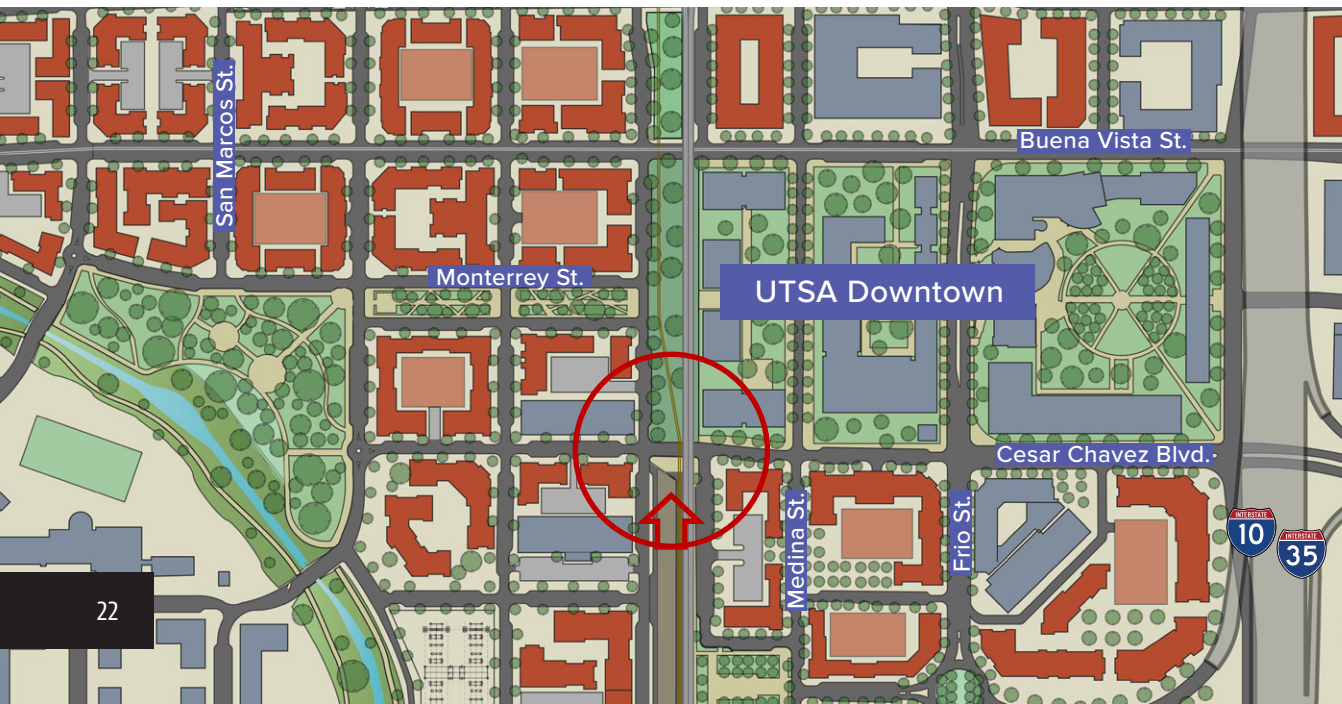 San Marcos St.
Buena Vista St.
Monterrey St.
UTSA Downtown
Cesar Chavez Blvd.
Medina St.
Frio St.
INTERSTATE
10
INTERSTATE
35
22